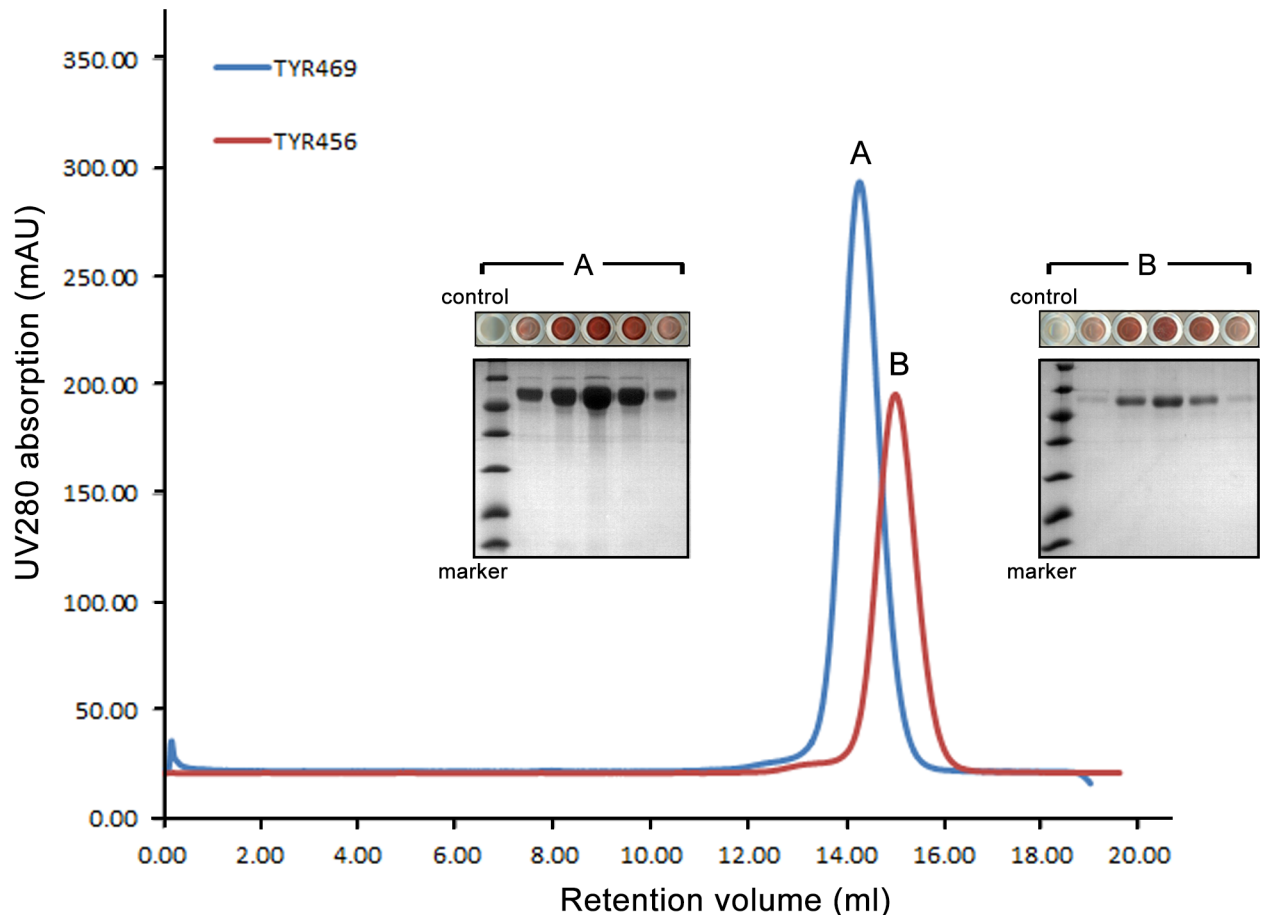 350.00
300.00
250.00
200.00
150.00
100.00
50.00
0.00
UV280 absorption (mAU)
TYR469
TYR456
A
B
A
control
marker
B
control
marker
0.00 2.00 4.00 6.00 8.00 10.00 12.00 14.00 16.00 18.00 20.00
Retention volume (ml)